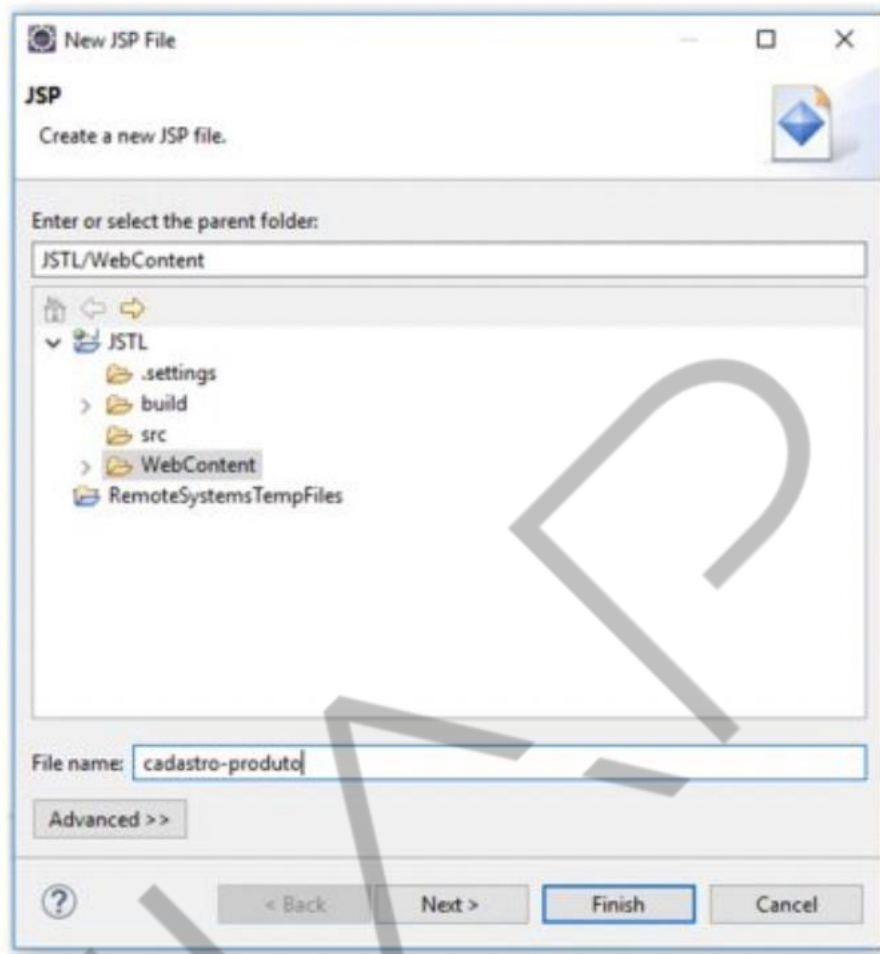 New JSP File
JSP
Create a new JSP file.
Enter or select the parent folder:
JSTL/WebContent
JSTL
.settings
build
src
WebContent
RemoteSystemsTempFiles
File name: cadastro-produto
Advanced >>
? < Back Next > Finish Cancel